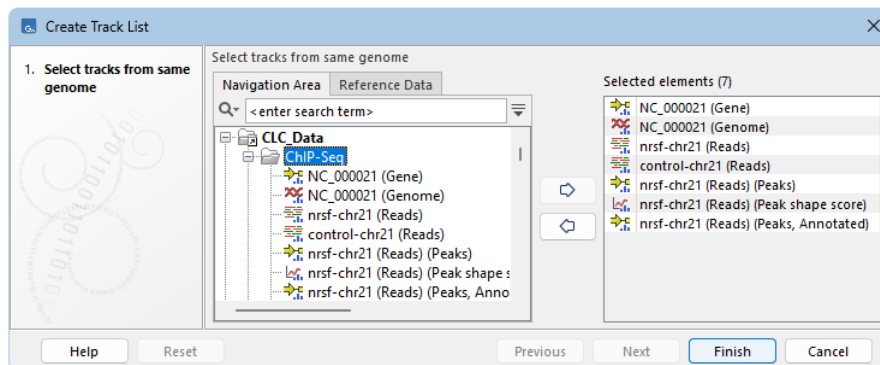 Create Track List
1. Select tracks from same
genome
Select tracks from same genome
Navigation Area
Reference Data
<enter search term>
CLC_Data
ChIP-Seq
NC_000021 (Gene)
NC_000021 (Genome)
nrsf-chr21 (Reads)
control-chr21 (Reads)
nrsf-chr21 (Reads) (Peaks)
nrsf-chr21 (Reads) (Peak shape s
nrsf-chr21 (Reads) (Peaks, Anno
Selected elements (7)
NC_000021 (Gene)
NC_000021 (Genome)
nrsf-chr21 (Reads)
control-chr21 (Reads)
nrsf-chr21 (Reads) (Peaks)
nrsf-chr21 (Reads) (Peak shape score)
nrsf-chr21 (Reads) (Peaks, Annotated)
Help
Reset
Previous
Next
Finish
Cancel